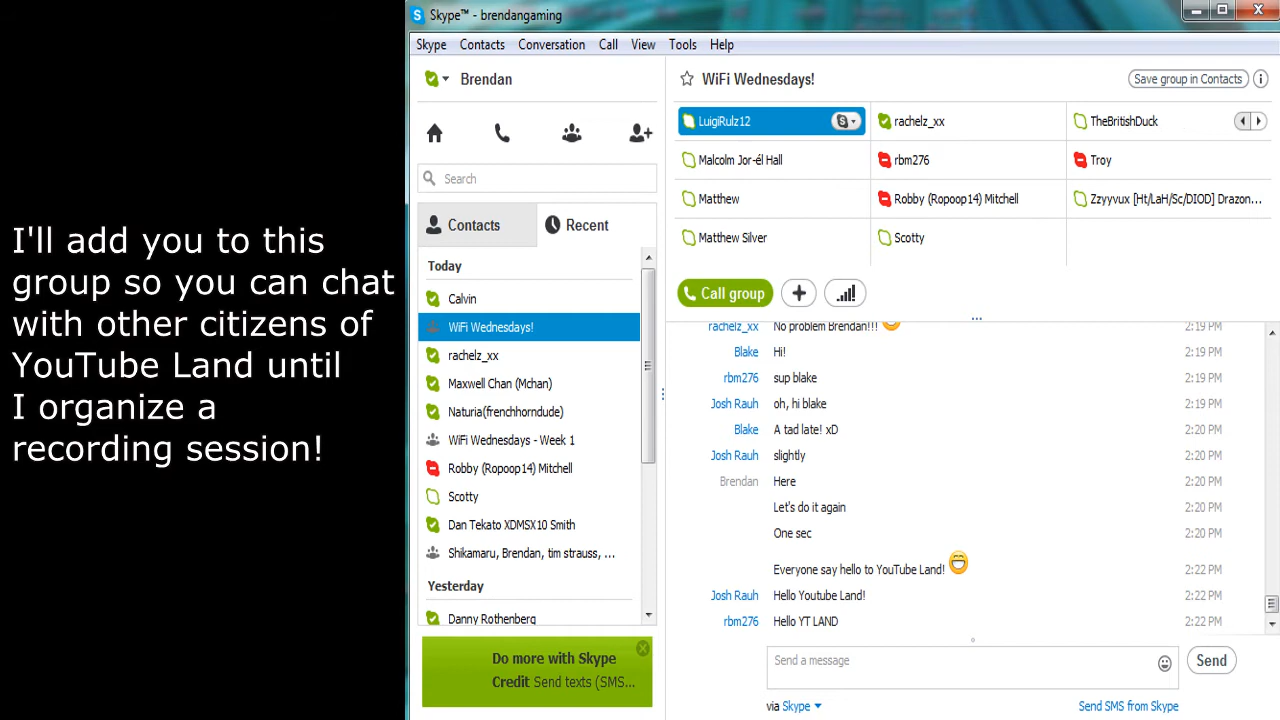 I'll add you to this
group so you can chat
with other citizens of
YouTube Land until
I organize a
recording session!
Skype™ - brendangaming
Skype Contacts Conversation Call View Tools Help
Brendan
Search
Contacts Recent
Today
Calvin
WiFi Wednesdays!
rachelz_xx
Maxwell Chan (Mchan)
Naturia(frenchhorndude)
WiFi Wednesdays - Week 1
Robby (Ropoop14) Mitchell
Scotty
Dan Tekato XDMSX10 Smith
Shikamaru, Brendan, tim strauss, ...
Yesterday
Danny Rothenberg
Do more with Skype
Credit Send texts (SMS...
WiFi Wednesdays! Save group in Contacts
LuigiRulz12 rachelz_xx TheBritishDuck
Malcolm Jor-él Hall rbm276 Troy
Matthew Robby (Ropoop14) Mitchell Zzyyvux [Ht/LaH/Sc/DIOD] Drazon...
Matthew Silver Scotty
Call group
rachelz_xx No problem Brendan!!! 2:19 PM
Blake Hi! 2:19 PM
rbm276 sup blake 2:19 PM
Josh Rauh oh, hi blake 2:19 PM
Blake A tad late! xD 2:20 PM
Josh Rauh slightly 2:20 PM
Brendan Here 2:20 PM
Let's do it again 2:20 PM
One sec 2:20 PM
Everyone say hello to YouTube Land! 2:22 PM
Josh Rauh Hello Youtube Land! 2:22 PM
rbm276 Hello YT LAND 2:22 PM
Send a message Send
via Skype Send SMS from Skype